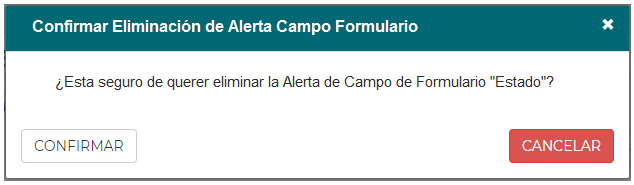 Confirmar Eliminación de Alerta Campo Formulario
¿Esta seguro de querer eliminar la Alerta de Campo de Formulario "Estado"?
CONFIRMAR
CANCELAR